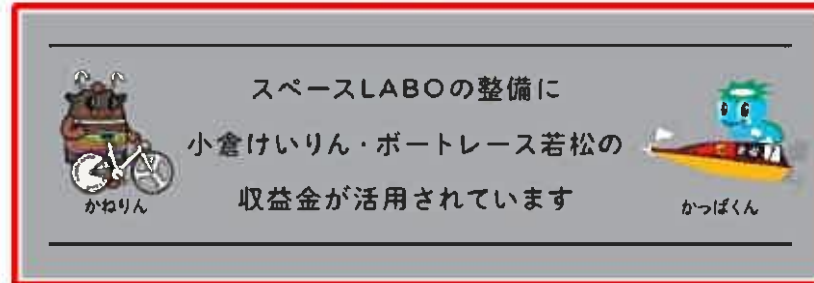 スペースLABOの整備に
小倉けいりん・ボートレース若松の
収益金が活用されています
かねりん
かっぱくん